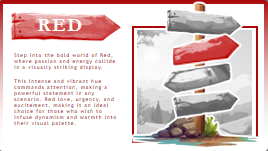 RED
Step into the bold world of Red,
where passion and energy collide
in a visually striking display.
This intense and vibrant hue
commands attention, making a
powerful statement in any
scenario. Red love, urgency, and
excitement, making it an ideal
choice for those who wish to
infuse dynamism and warmth into
their visual palette.